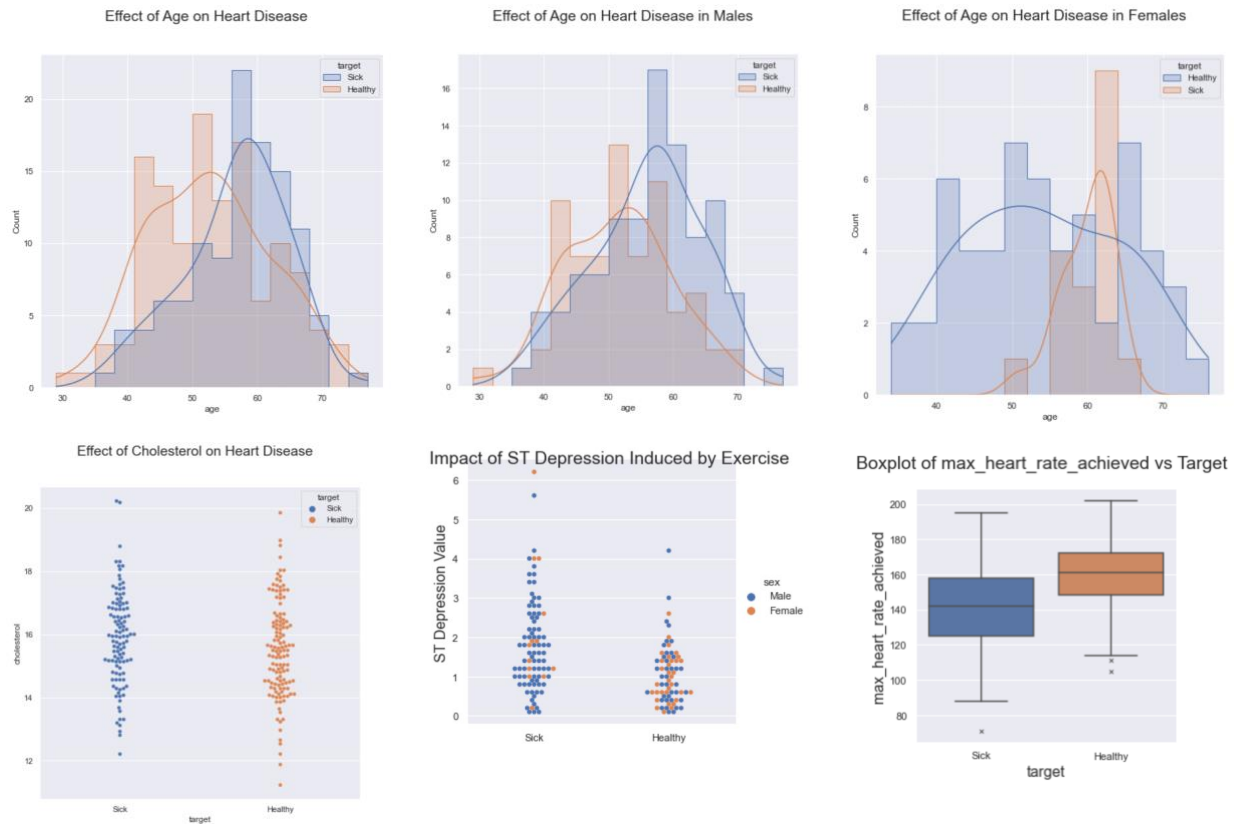 Effect of Age on Heart Disease
target
Sick
Healthy
20
15
10
5
0
Count
30 40 50 60 70
age
Effect of Age on Heart Disease in Males
target
Sick
Healthy
16
14
12
10
8
6
4
2
0
Count
30 40 50 60 70
age
Effect of Age on Heart Disease in Females
target
Healthy
Sick
8
6
4
2
0
Count
40 50 60 70
age
Effect of Cholesterol on Heart Disease
target
Sick
Healthy
20
18
16
14
12
cholesterol
Sick Healthy
target
Impact of ST Depression Induced by Exercise
6
5
4
3
2
1
0
ST Depression Value
sex
Male
Female
Sick Healthy
Boxplot of max_heart_rate_achieved vs Target
200
180
160
140
120
100
80
max_heart_rate_achieved
Sick Healthy
target